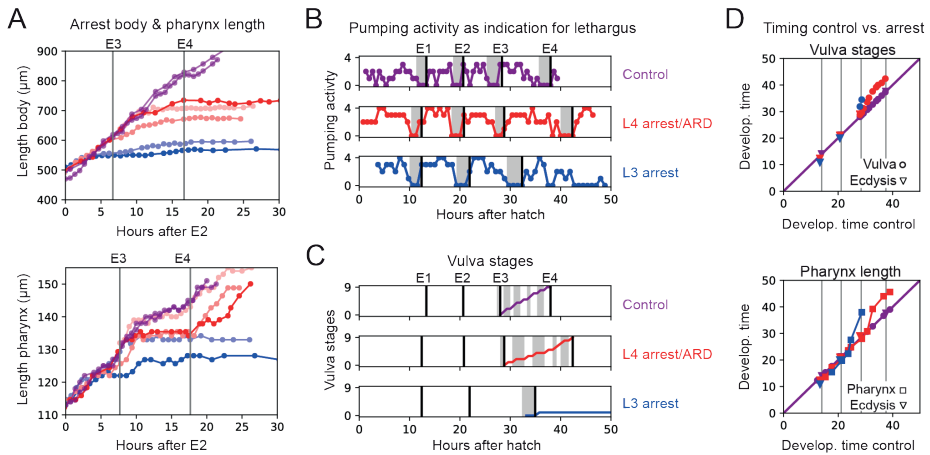 A
Arrest body & pharynx length
E3 E4
900
800
700
600
500
400
Length body (μm)
0 5 10 15 20 25 30
Hours after E2
E3 E4
150
140
130
120
110
Length pharynx (μm)
0 5 10 15 20 25 30
Hours after E2
B
Pumping activity as indication for lethargus
E1 E2 E3 E4
4
0
Control
4
0
L4 arrest/ARD
4
0
L3 arrest
Pumping activity
0 10 20 30 40 50
Hours after hatch
C
Vulva stages
E1 E2 E3 E4
9
0
Control
9
0
L4 arrest/ARD
9
0
L3 arrest
Vulva stages
0 10 20 30 40 50
Hours after hatch
D
Timing control vs. arrest
Vulva stages
50
40
30
20
10
0
Develop. time
Vulva
Ecdysis
Develop. time control
Pharynx length
50
40
30
20
10
0
Develop. time
Pharynx
Ecdysis
0 10 20 30 40 50
Develop. time control